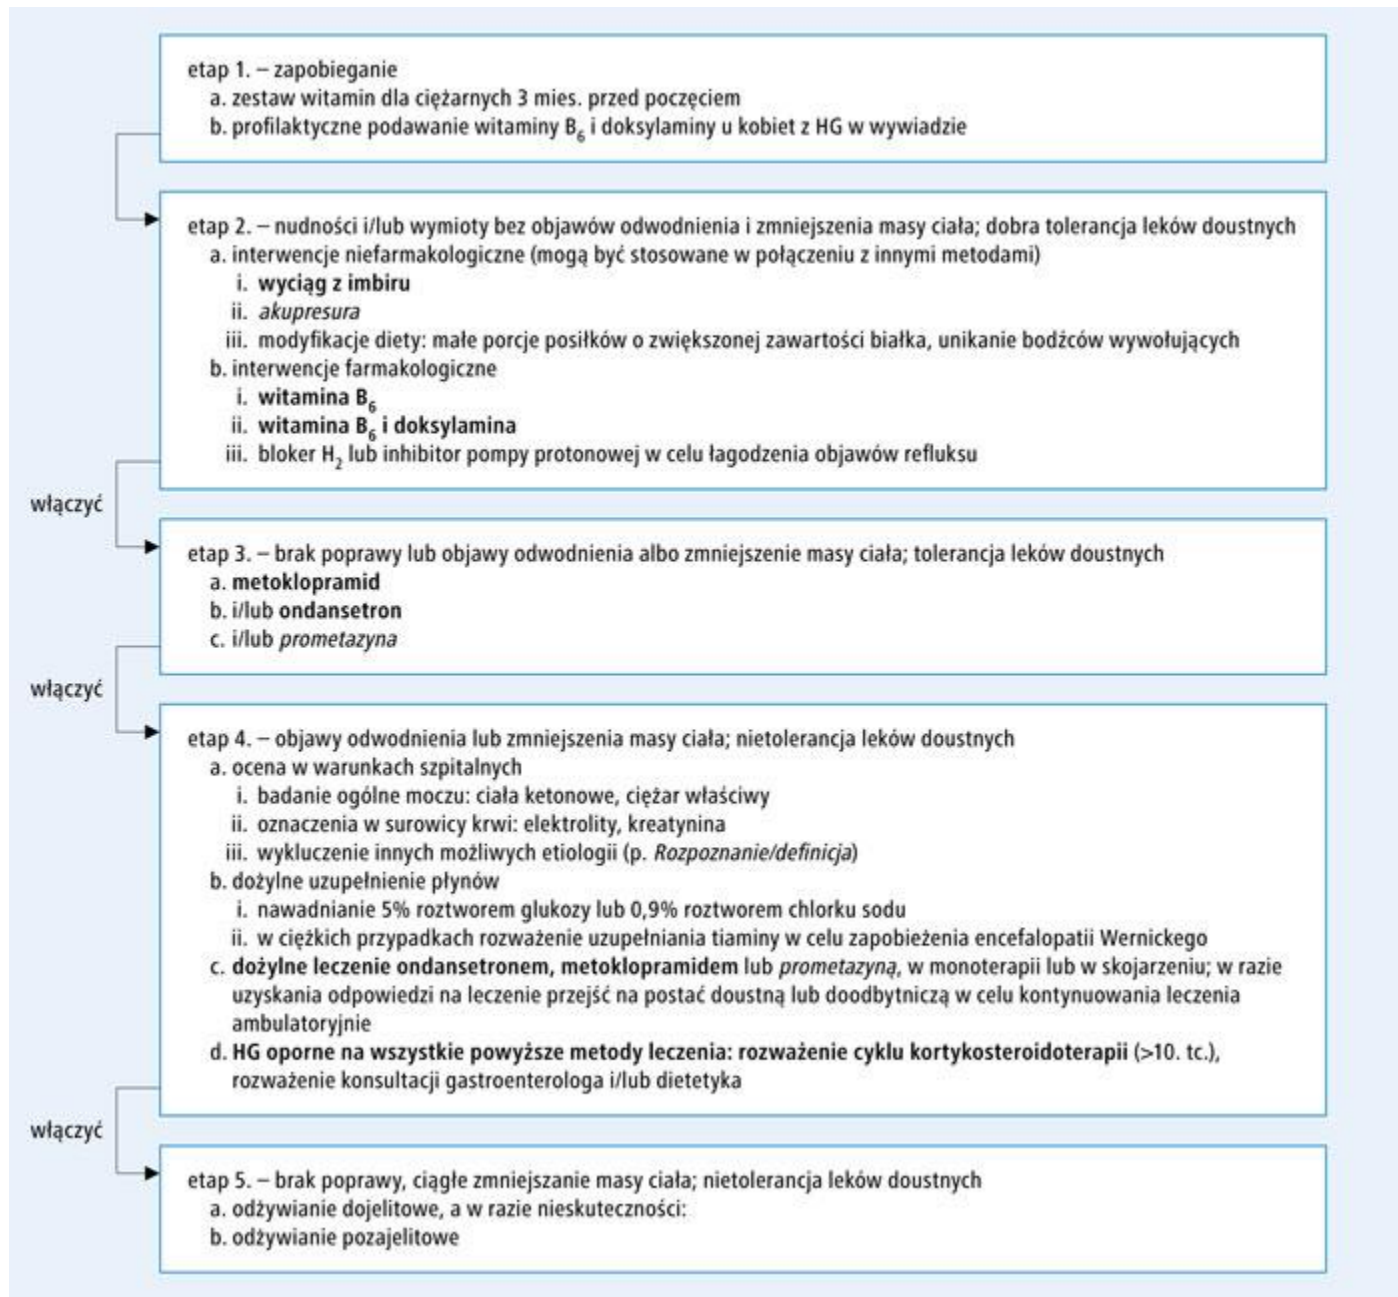 etap 1. – zapobieganie
a. zestaw witamin dla ciężarnych 3 mies. przed poczęciem
b. profilaktyczne podawanie witaminy B₆ i doksylaminy u kobiet z HG w wywiadzie
etap 2. – nudności i/lub wymioty bez objawów odwodnienia i zmniejszenia masy ciała; dobra tolerancja leków doustnych
a. interwencje niefarmakologiczne (mogą być stosowane w połączeniu z innymi metodami)
i. wyciąg z imbiru
ii. akupresura
iii. modyfikacje diety: małe porcje posiłków o zwiększonej zawartości białka, unikanie bodźców wywołujących
b. interwencje farmakologiczne
i. witamina B₆
ii. witamina B₆ i doksylamina
iii. bloker H₂ lub inhibitor pompy protonowej w celu łagodzenia objawów refluksu
włączyć
etap 3. – brak poprawy lub objawy odwodnienia albo zmniejszenie masy ciała; tolerancja leków doustnych
a. metoklopramid
b. i/lub ondansetron
c. i/lub prometazyna
włączyć
etap 4. – objawy odwodnienia lub zmniejszenia masy ciała; nietolerancja leków doustnych
a. ocena w warunkach szpitalnych
i. badanie ogólne moczu: ciała ketonowe, ciężar właściwy
ii. oznaczenia w surowicy krwi: elektrolity, kreatynina
iii. wykluczenie innych możliwych etiologii (p. Rozpoznanie/definicja)
b. dożylne uzupełnienie płynów
i. nawadnianie 5% roztworem glukozy lub 0,9% roztworem chlorku sodu
ii. w ciężkich przypadkach rozważenie uzupełniania tiaminy w celu zapobieżenia encefalopatii Wernickego
c. dożylne leczenie ondansetronem, metoklopramidem lub prometazyną, w monoterapii lub w skojarzeniu; w razie
uzyskania odpowiedzi na leczenie przejść na postać doustną lub doodbytniczą w celu kontynuowania leczenia
ambulatoryjnie
d. HG oporne na wszystkie powyższe metody leczenia: rozważenie cyklu kortykosteroidoterapii (>10. tc.),
rozważenie konsultacji gastroenterologa i/lub dietetyka
włączyć
etap 5. – brak poprawy, ciągłe zmniejszanie masy ciała; nietolerancja leków doustnych
a. odżywianie dojelitowe, a w razie nieskuteczności:
b. odżywianie pozajelitowe